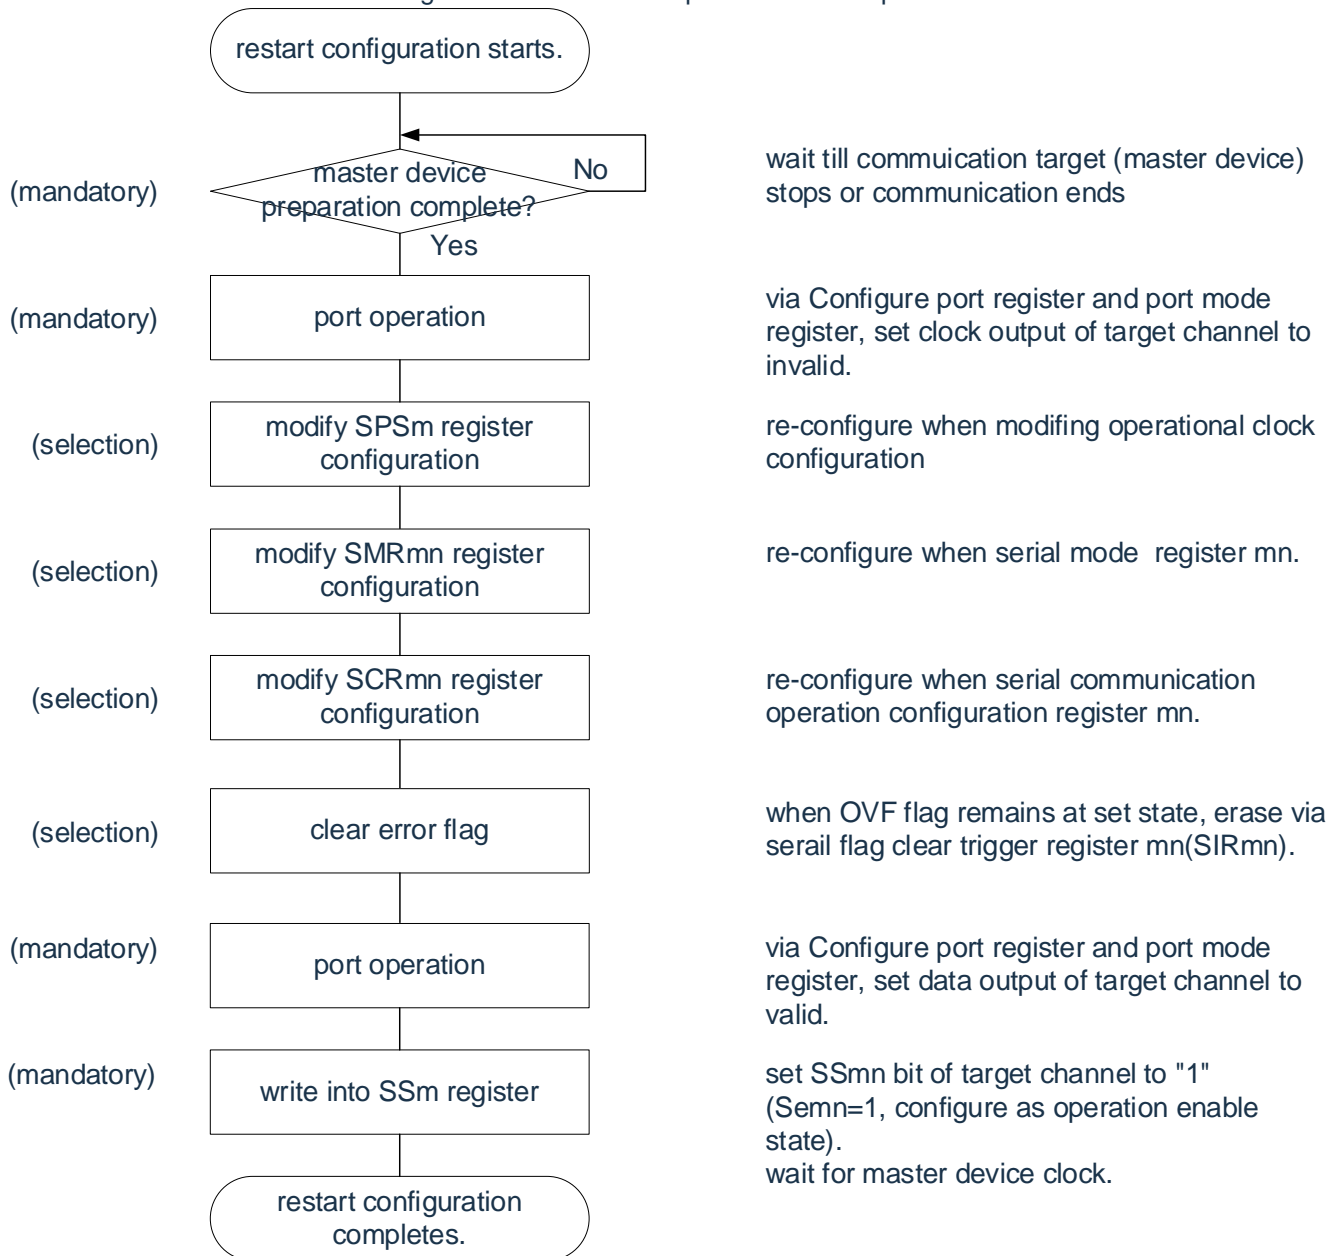 restart configuration starts.
(mandatory)
master device
preparation complete?
No
Yes
wait till commuication target (master device)
stops or communication ends
(mandatory)
port operation
via Configure port register and port mode
register, set clock output of target channel to
invalid.
(selection)
modify SPSm register
configuration
re-configure when modifing operational clock
configuration
(selection)
modify SMRmn register
configuration
re-configure when serial mode  register mn.
(selection)
modify SCRmn register
configuration
re-configure when serial communication
operation configuration register mn.
(selection)
clear error flag
when OVF flag remains at set state, erase via
serail flag clear trigger register mn(SIRmn).
(mandatory)
port operation
via Configure port register and port mode
register, set data output of target channel to
valid.
(mandatory)
write into SSm register
set SSmn bit of target channel to "1"
(Semn=1, configure as operation enable
state).
wait for master device clock.
restart configuration
completes.